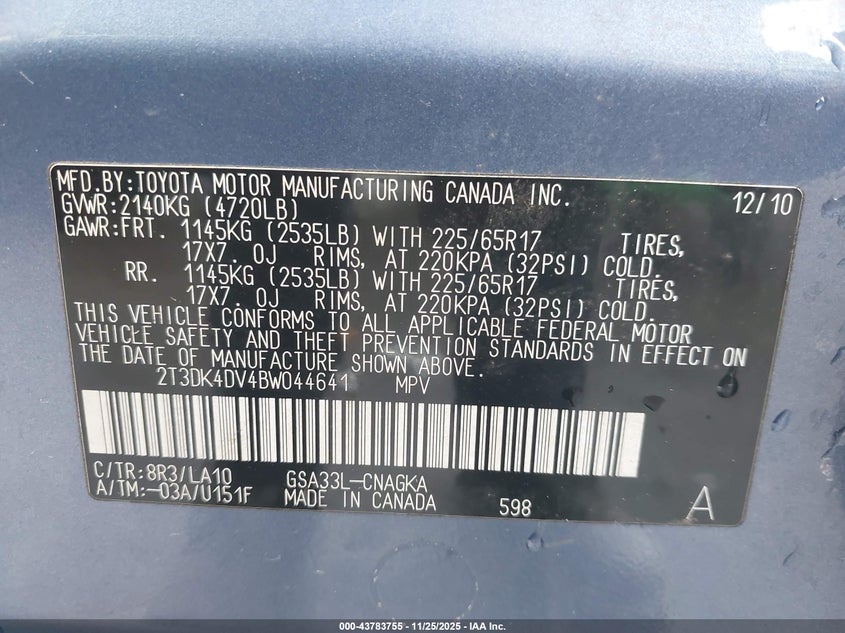 MFD.BY:TOYOTA MOTOR MANUFACTURING CANADA INC. 12/10
GVWR:2140KG (4720LB)
GAWR:FRT. 1145KG (2535LB) WITH 225/65R17 TIRES,
17X7. 0J RIMS, AT 220KPA (32PSI) COLD.
RR. 1145KG (2535LB) WITH 225/65R17 TIRES,
17X7. 0J RIMS, AT 220KPA (32PSI) COLD.
THIS VEHICLE CONFORMS TO ALL APPLICABLE FEDERAL MOTOR
VEHICLE SAFETY AND THEFT PREVENTION STANDARDS IN EFFECT ON
THE DATE OF MANUFACTURE SHOWN ABOVE.
2T3DK4DV4BW044641 MPV
C/TR:8R3/LA10 GSA33L-CNAGKA
A/TM:-03A/U151F MADE IN CANADA 598 A
000-43783755 - 11/25/2025 - IAA Inc.